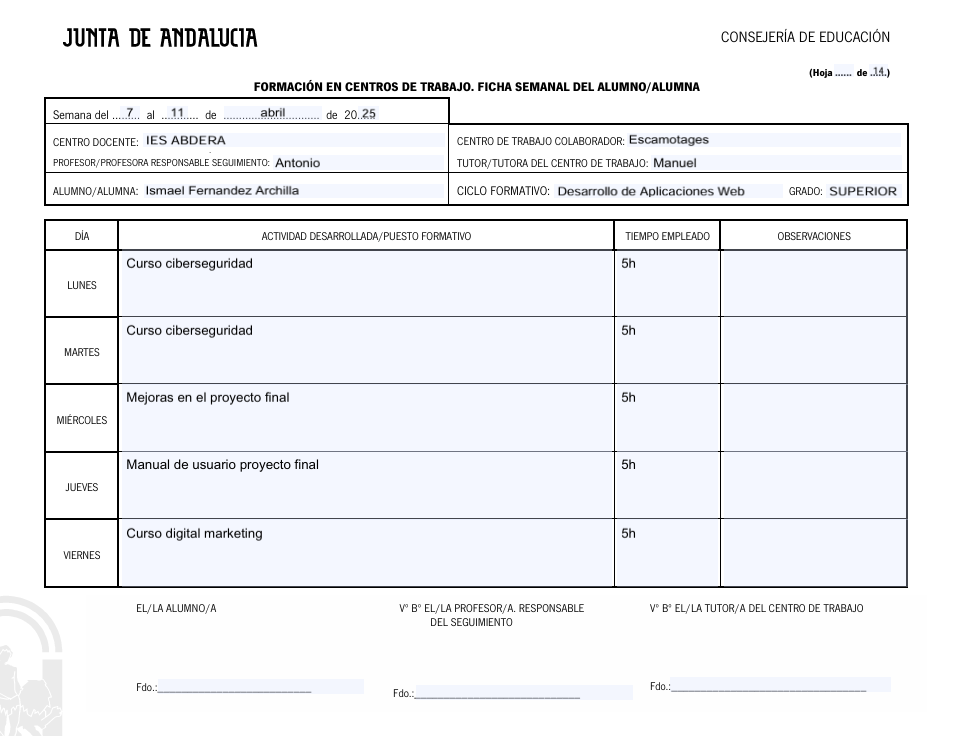 JUNTA DE ANDALUCIA
CONSEJERÍA DE EDUCACIÓN
(Hoja ...... de ..14..)
FORMACIÓN EN CENTROS DE TRABAJO. FICHA SEMANAL DEL ALUMNO/ALUMNA
Semana del ....7.... al ....11.... de ............abril............ de 20..25
CENTRO DOCENTE: IES ABDERA
CENTRO DE TRABAJO COLABORADOR: Escamotages
PROFESOR/PROFESORA RESPONSABLE SEGUIMIENTO: Antonio
TUTOR/TUTORA DEL CENTRO DE TRABAJO: Manuel
ALUMNO/ALUMNA: Ismael Fernandez Archilla
CICLO FORMATIVO: Desarrollo de Aplicaciones Web GRADO: SUPERIOR
DÍA ACTIVIDAD DESARROLLADA/PUESTO FORMATIVO TIEMPO EMPLEADO OBSERVACIONES
LUNES Curso ciberseguridad 5h
MARTES Curso ciberseguridad 5h
MIÉRCOLES Mejoras en el proyecto final 5h
JUEVES Manual de usuario proyecto final 5h
VIERNES Curso digital marketing 5h
EL/LA ALUMNO/A
V° B° EL/LA PROFESOR/A. RESPONSABLE
DEL SEGUIMIENTO
V° B° EL/LA TUTOR/A DEL CENTRO DE TRABAJO
Fdo.:__________________________
Fdo.:____________________________
Fdo.:_________________________________